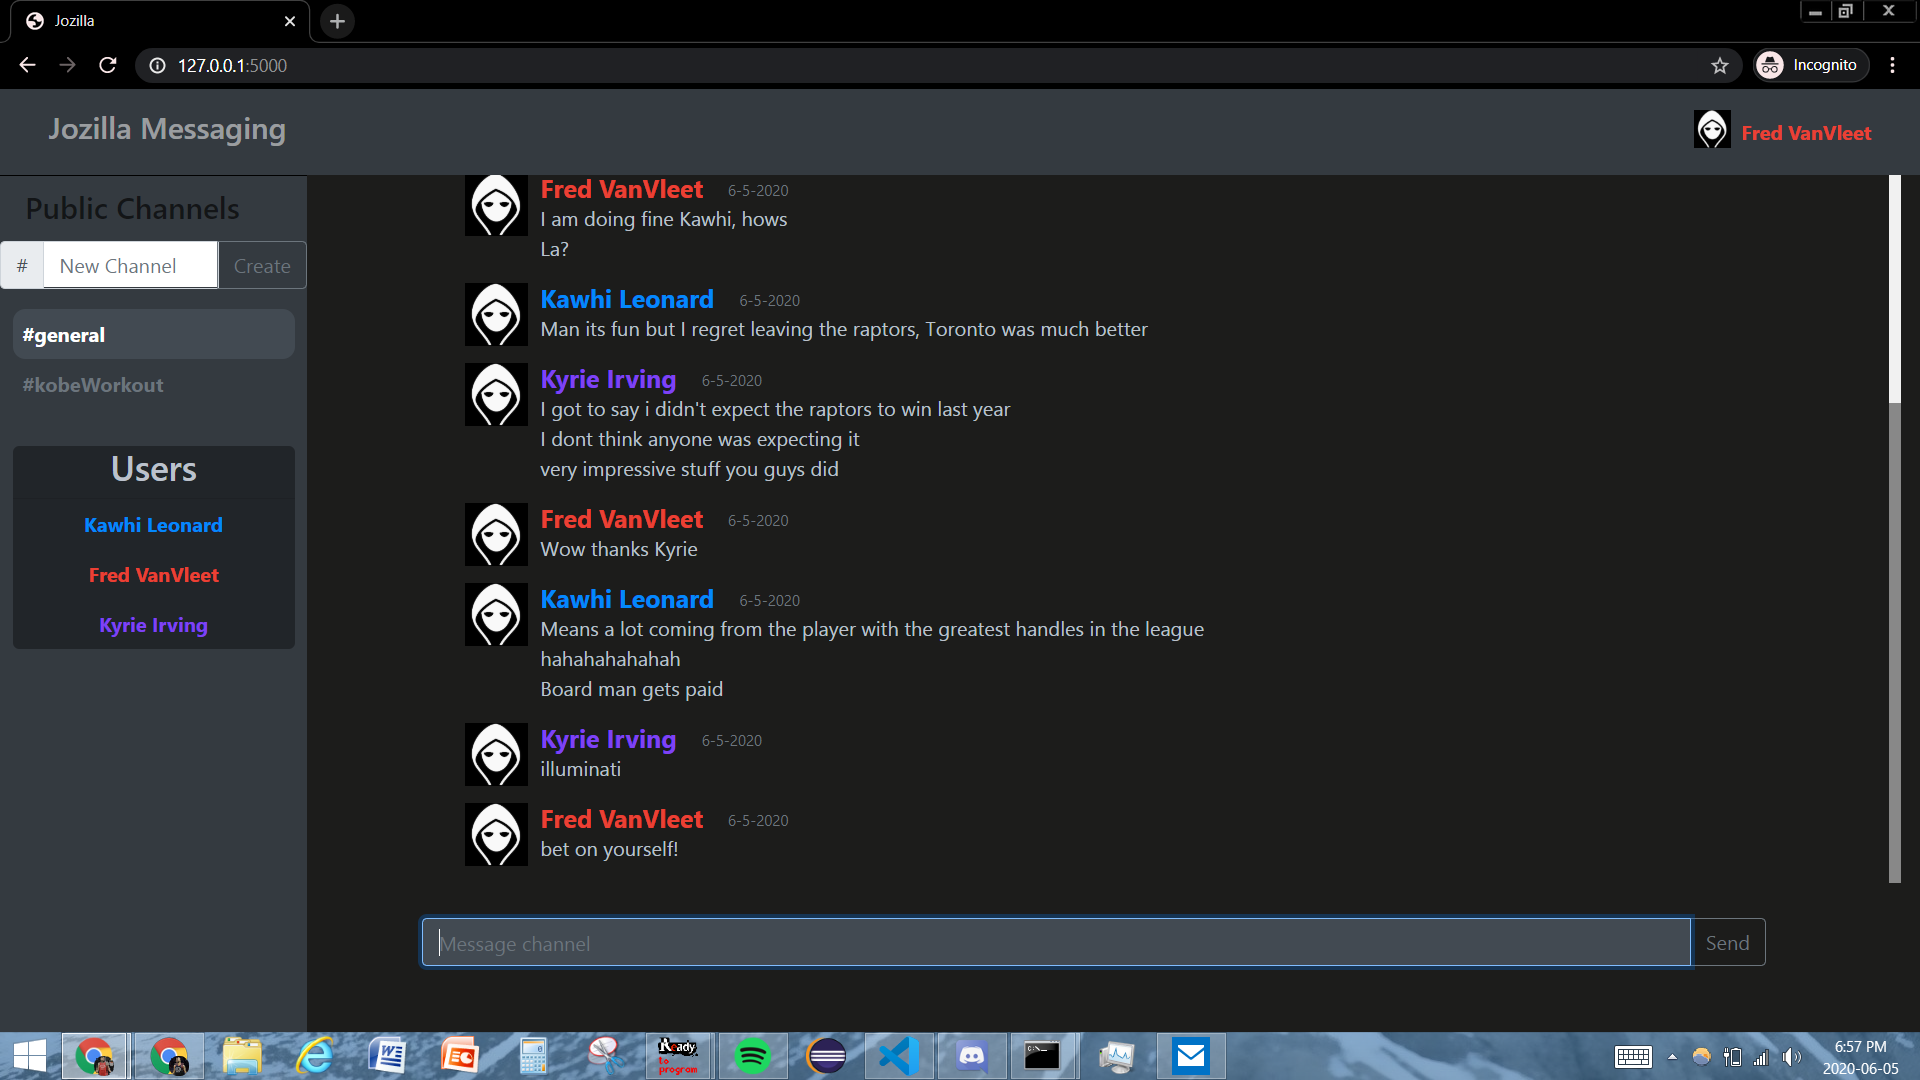 Jozilla
127.0.0.1:5000
Incognito
Jozilla Messaging
Fred VanVleet
Public Channels
# New Channel Create
#general
#kobeWorkout
Users
Kawhi Leonard
Fred VanVleet
Kyrie Irving
Fred VanVleet 6-5-2020
I am doing fine Kawhi, hows
La?
Kawhi Leonard 6-5-2020
Man its fun but I regret leaving the raptors, Toronto was much better
Kyrie Irving 6-5-2020
I got to say i didn't expect the raptors to win last year
I dont think anyone was expecting it
very impressive stuff you guys did
Fred VanVleet 6-5-2020
Wow thanks Kyrie
Kawhi Leonard 6-5-2020
Means a lot coming from the player with the greatest handles in the league
hahahahahahah
Board man gets paid
Kyrie Irving 6-5-2020
illuminati
Fred VanVleet 6-5-2020
bet on yourself!
Message channel Send
Ready
to
program
6:57 PM
2020-06-05